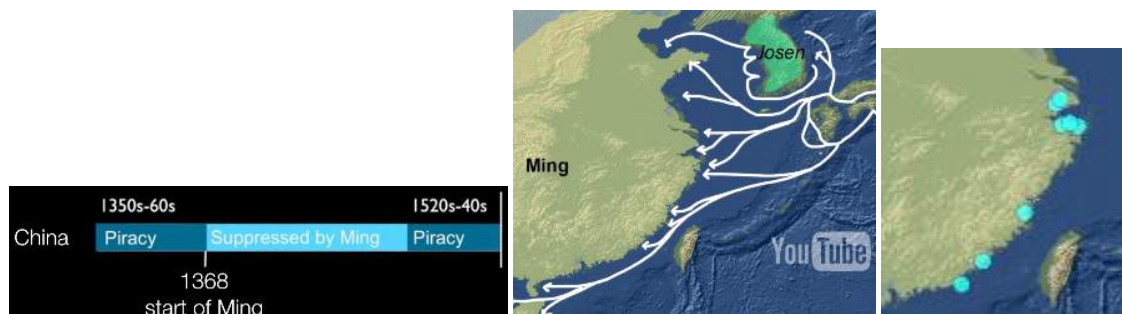 1350s-60s
1520s-40s
China
Piracy
Suppressed by Ming
Piracy
1368
start of Ming
Josen
Ming
YouTube